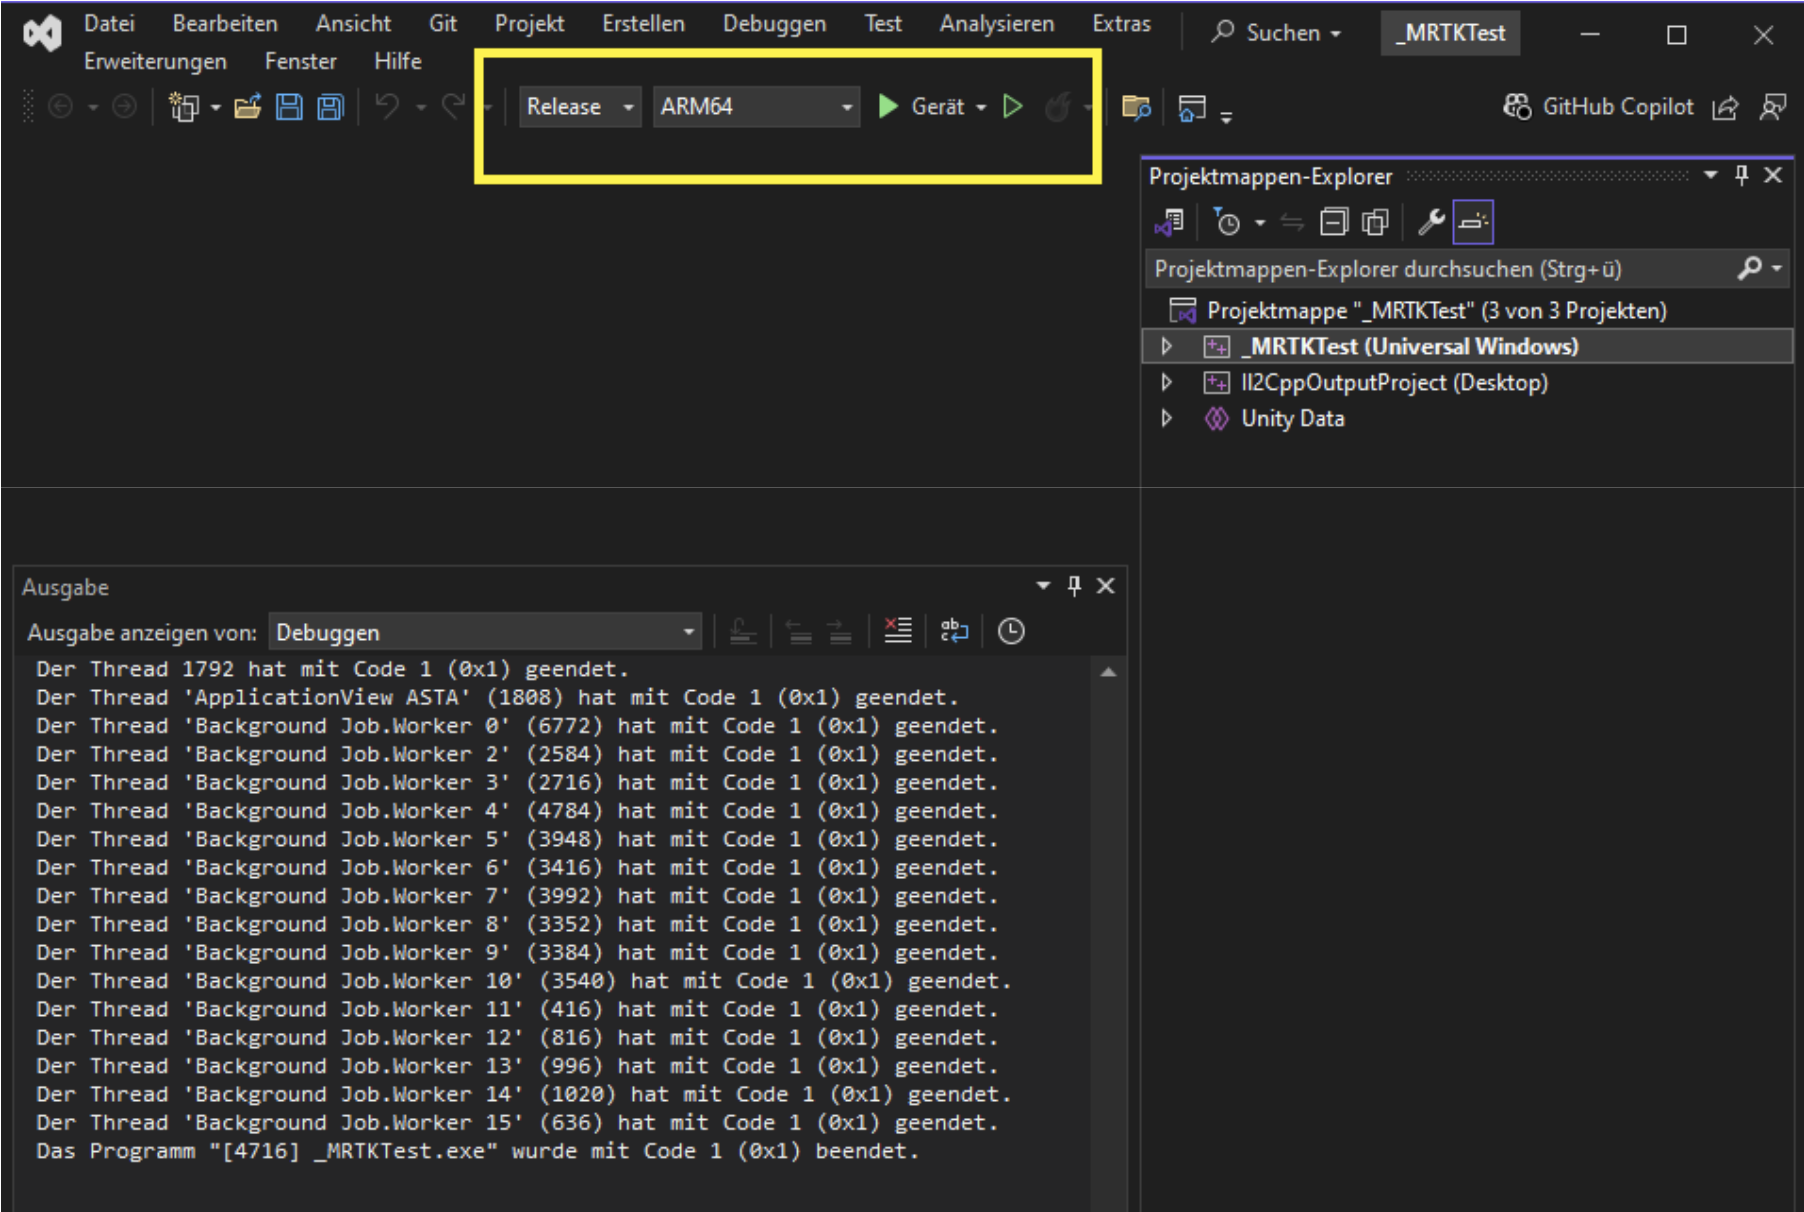 Datei Bearbeiten Ansicht Git Projekt Erstellen Debuggen Test Analysieren Extras Suchen _MRTKTest
Erweiterungen Fenster Hilfe
Release ARM64 Gerät GitHub Copilot
Projektmappen-Explorer
Projektmappen-Explorer durchsuchen (Strg+ü)
Projektmappe "_MRTKTest" (3 von 3 Projekten)
_MRTKTest (Universal Windows)
Il2CppOutputProject (Desktop)
Unity Data
Ausgabe
Ausgabe anzeigen von: Debuggen
Der Thread 1792 hat mit Code 1 (0x1) geendet.
Der Thread 'ApplicationView ASTA' (1808) hat mit Code 1 (0x1) geendet.
Der Thread 'Background Job.Worker 0' (6772) hat mit Code 1 (0x1) geendet.
Der Thread 'Background Job.Worker 2' (2584) hat mit Code 1 (0x1) geendet.
Der Thread 'Background Job.Worker 3' (2716) hat mit Code 1 (0x1) geendet.
Der Thread 'Background Job.Worker 4' (4784) hat mit Code 1 (0x1) geendet.
Der Thread 'Background Job.Worker 5' (3948) hat mit Code 1 (0x1) geendet.
Der Thread 'Background Job.Worker 6' (3416) hat mit Code 1 (0x1) geendet.
Der Thread 'Background Job.Worker 7' (3992) hat mit Code 1 (0x1) geendet.
Der Thread 'Background Job.Worker 8' (3352) hat mit Code 1 (0x1) geendet.
Der Thread 'Background Job.Worker 9' (3384) hat mit Code 1 (0x1) geendet.
Der Thread 'Background Job.Worker 10' (3540) hat mit Code 1 (0x1) geendet.
Der Thread 'Background Job.Worker 11' (416) hat mit Code 1 (0x1) geendet.
Der Thread 'Background Job.Worker 12' (816) hat mit Code 1 (0x1) geendet.
Der Thread 'Background Job.Worker 13' (996) hat mit Code 1 (0x1) geendet.
Der Thread 'Background Job.Worker 14' (1020) hat mit Code 1 (0x1) geendet.
Der Thread 'Background Job.Worker 15' (636) hat mit Code 1 (0x1) geendet.
Das Programm "[4716] _MRTKTest.exe" wurde mit Code 1 (0x1) beendet.